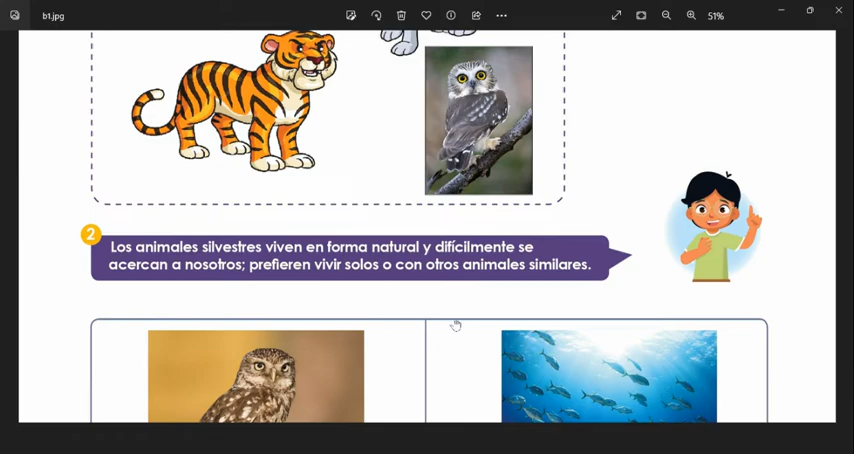 b1.jpg
51%
2
Los animales silvestres viven en forma natural y difícilmente se
acercan a nosotros; prefieren vivir solos o con otros animales similares.